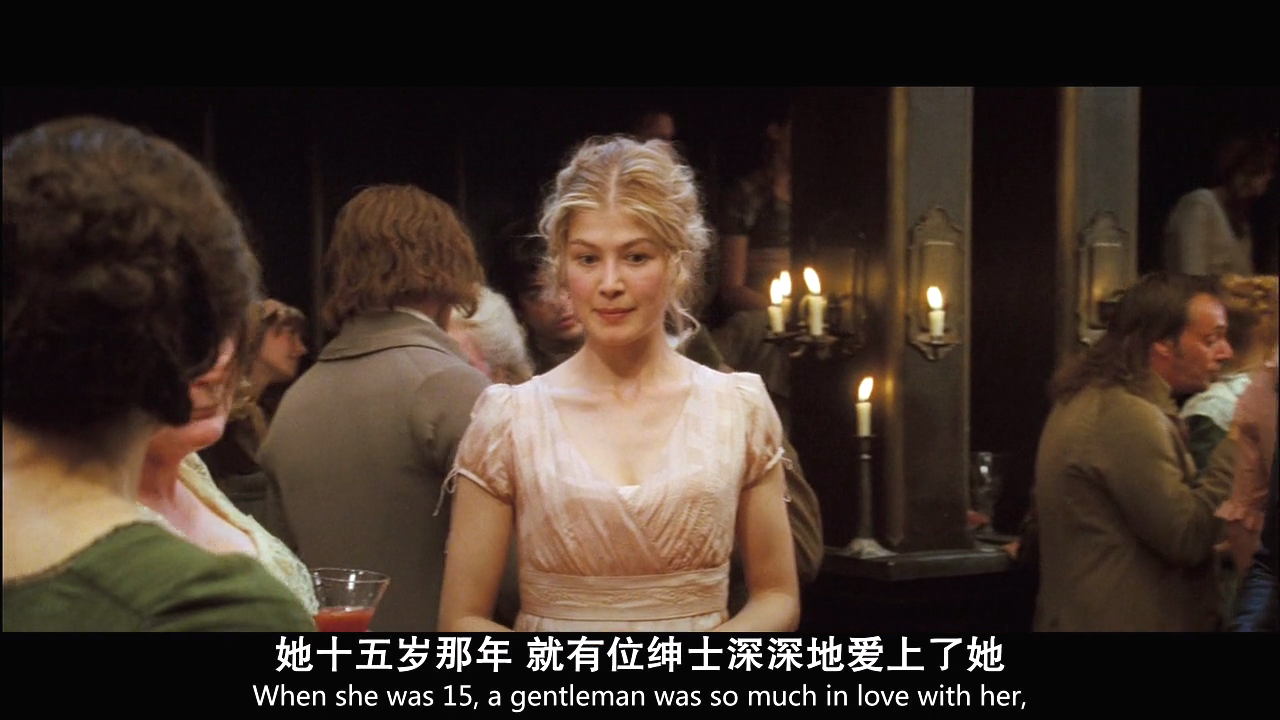 她十五岁那年 就有位绅士深深地爱上了她
When she was 15, a gentleman was so much in love with her,